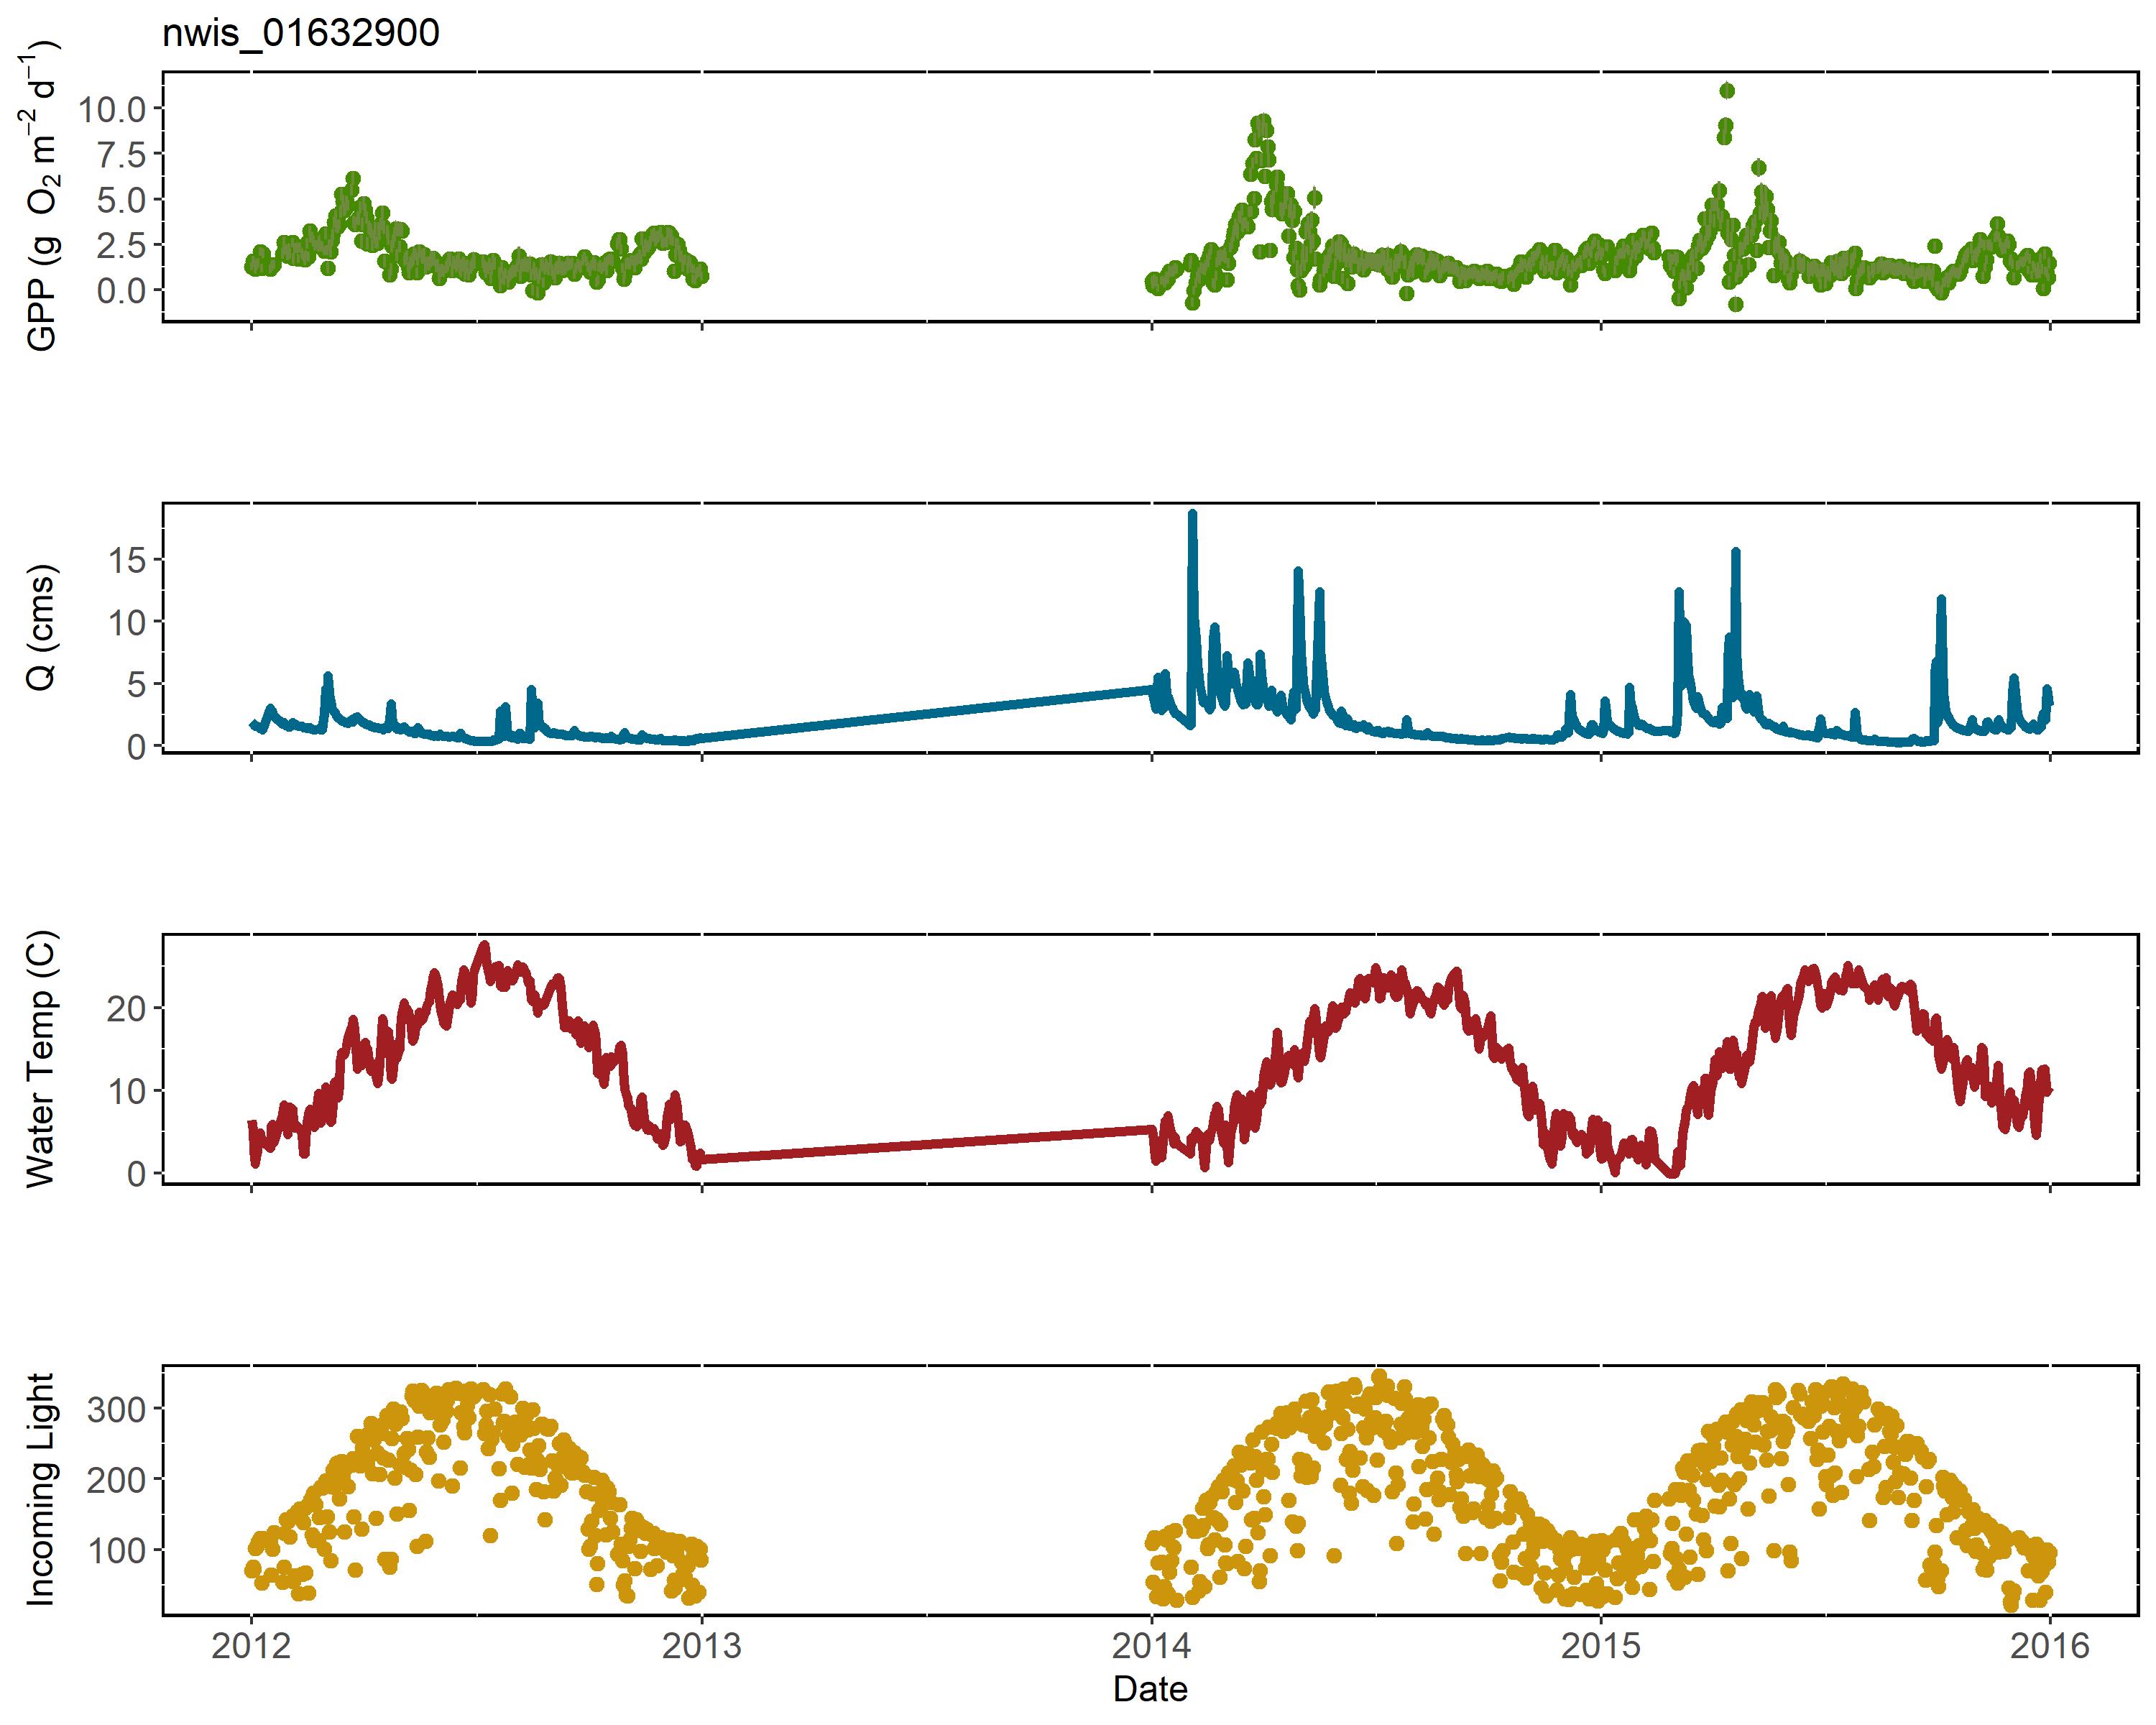 nwis_01632900
GPP (g O₂ m⁻² d⁻¹)
10.0
7.5
5.0
2.5
0.0
Q (cms)
15
10
5
0
Water Temp (C)
20
10
0
Incoming Light
300
200
100
2012 2013 2014 2015 2016
Date